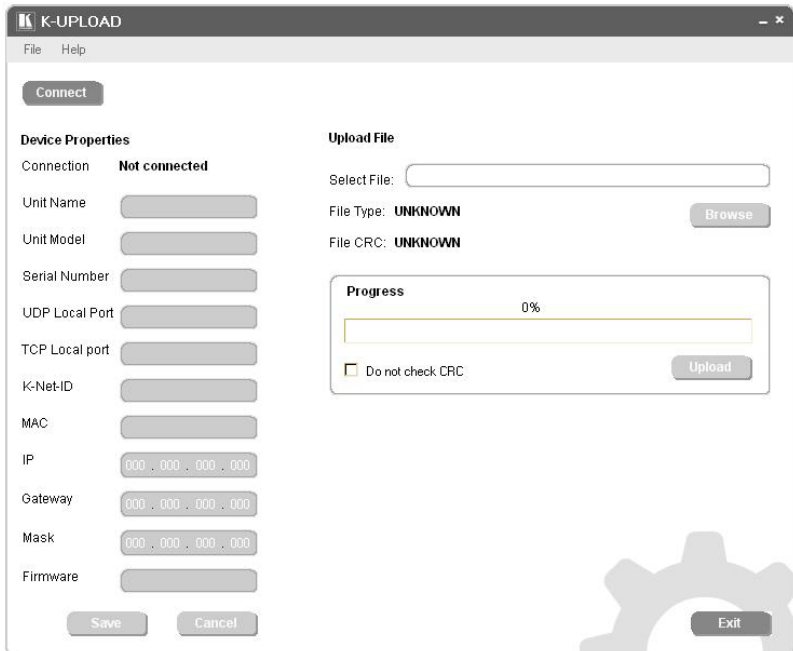 K-UPLOAD
File Help
Connect
Device Properties
Connection Not connected
Unit Name
Unit Model
Serial Number
UDP Local Port
TCP Local port
K-Net-ID
MAC
IP 000 . 000 . 000 . 000
Gateway 000 . 000 . 000 . 000
Mask 000 . 000 . 000 . 000
Firmware
Save Cancel
Upload File
Select File:
File Type: UNKNOWN
Browse
File CRC: UNKNOWN
Progress
0%
Do not check CRC
Upload
Exit